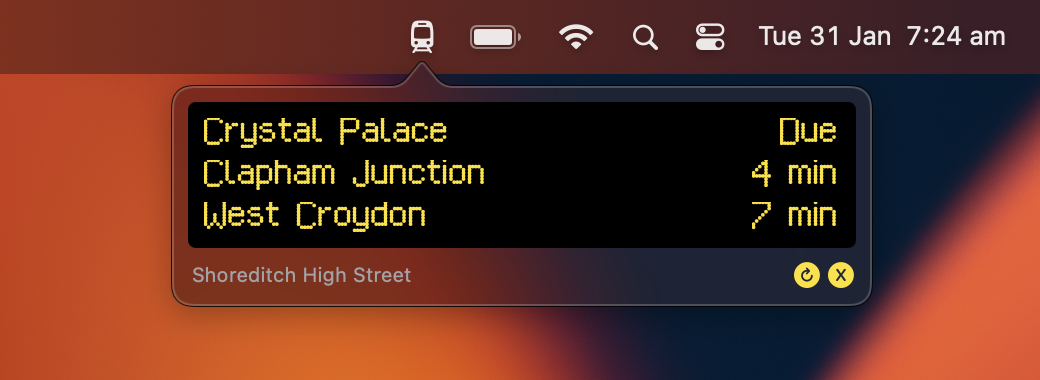 Tue 31 Jan 7:24 am
Crystal Palace Due
Clapham Junction 4 min
West Croydon 7 min
Shoreditch High Street X